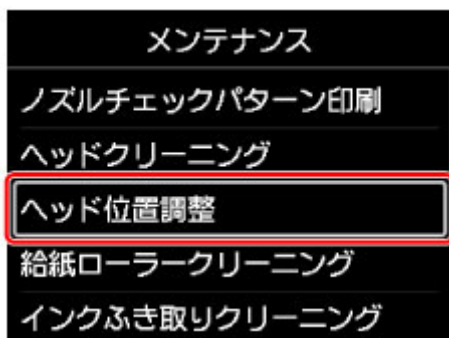 メンテナンス
ノズルチェックパターン印刷
ヘッドクリーニング
ヘッド位置調整
給紙ローラークリーニング
インクふき取りクリーニング